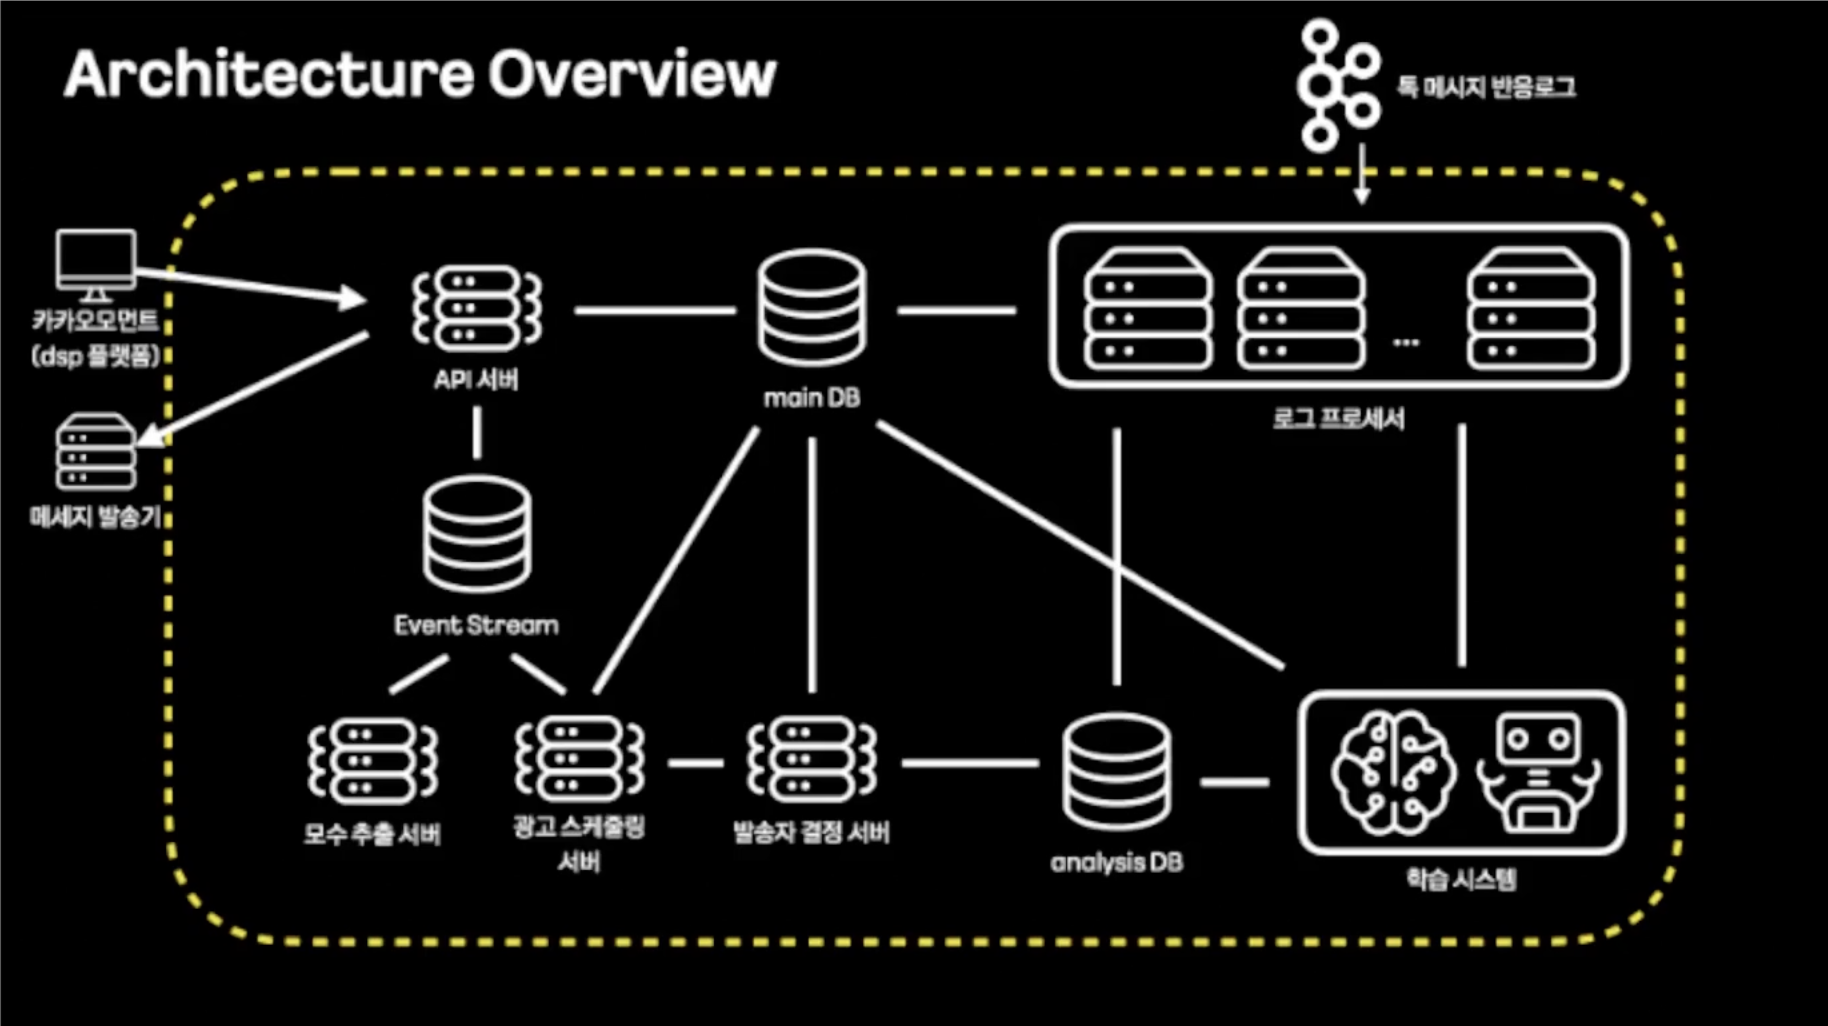 Architecture Overview
톡 메시지 반응로그
카카오모먼트
(dsp 플랫폼)
API 서버
main DB
...
로그 프로세서
메세지 발송기
Event Stream
모수 추출 서버
광고 스케줄링
서버
발송자 결정 서버
analysis DB
학습 시스템